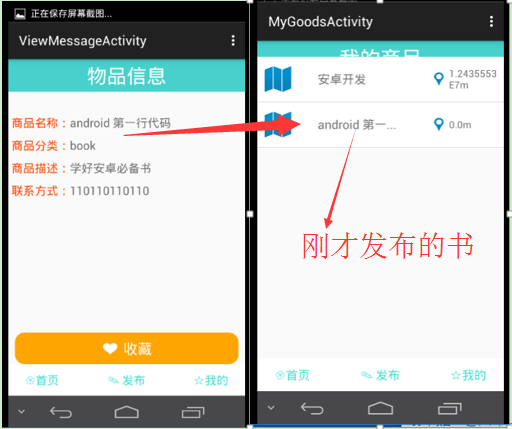 正在保存屏幕截图...
ViewMessageActivity
物品信息
商品名称：android 第一行代码
商品分类：book
商品描述：学好安卓必备书
联系方式：110110110110
收藏
首页
发布
我的
MyGoodsActivity
我的商品
安卓开发
1.2435553
E7m
android 第一...
0.0m
刚才发布的书
首页
发布
我的